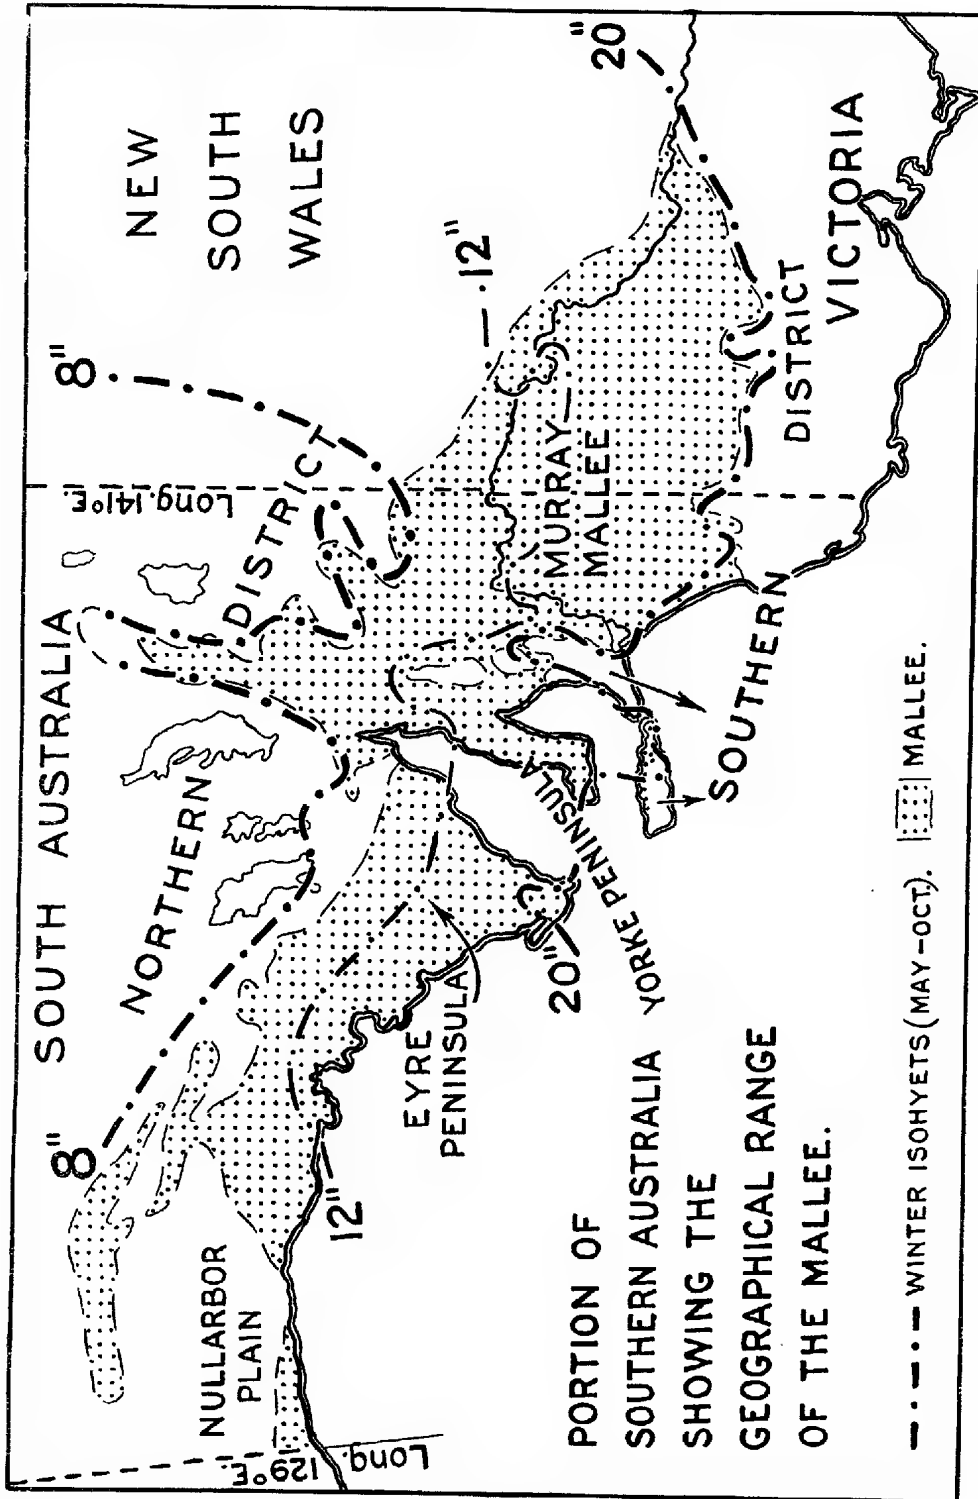 SOUTH AUSTRALIA
NEW
SOUTH
WALES
8"
8"
NORTHERN
DISTRICT
Long. 141°E.
NULLARBOR
PLAIN
Long. 129°E.
12"
12"
EYRE
PENINSULA
MURRAY—
MALLEE
20"
20"
YORKE PENINSULA
SOUTHERN
DISTRICT
VICTORIA
PORTION OF
SOUTHERN AUSTRALIA
SHOWING THE
GEOGRAPHICAL RANGE
OF THE MALLEE.
WINTER ISOHYETS (MAY-OCT.).
MALLEE.